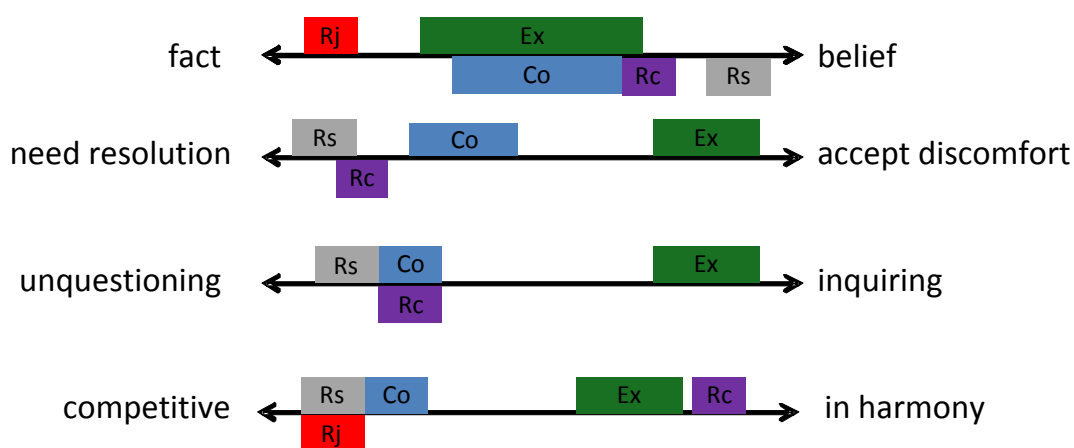 Rj Ex
fact belief
Co Rc Rs
Rs Co Ex
need resolution accept discomfort
Rc
Rs Co Ex
unquestioning inquiring
Rc
Rs Co Ex Rc
competitive in harmony
Rj